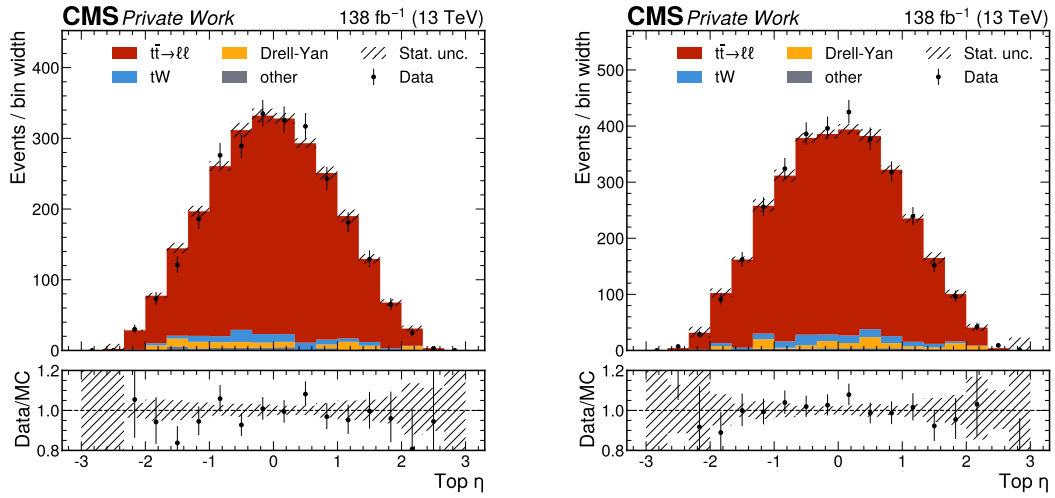 CMS Private Work 138 fb⁻¹ (13 TeV)
tt̄→ℓℓ Drell-Yan Stat. unc.
tW other Data
Events / bin width
400
300
200
100
0
Data/MC
1.2
1.0
0.8
-3 -2 -1 0 1 2 3
Top η
CMS Private Work 138 fb⁻¹ (13 TeV)
tt̄→ℓℓ Drell-Yan Stat. unc.
tW other Data
Events / bin width
500
400
300
200
100
0
Data/MC
1.2
1.0
0.8
-3 -2 -1 0 1 2 3
Top η